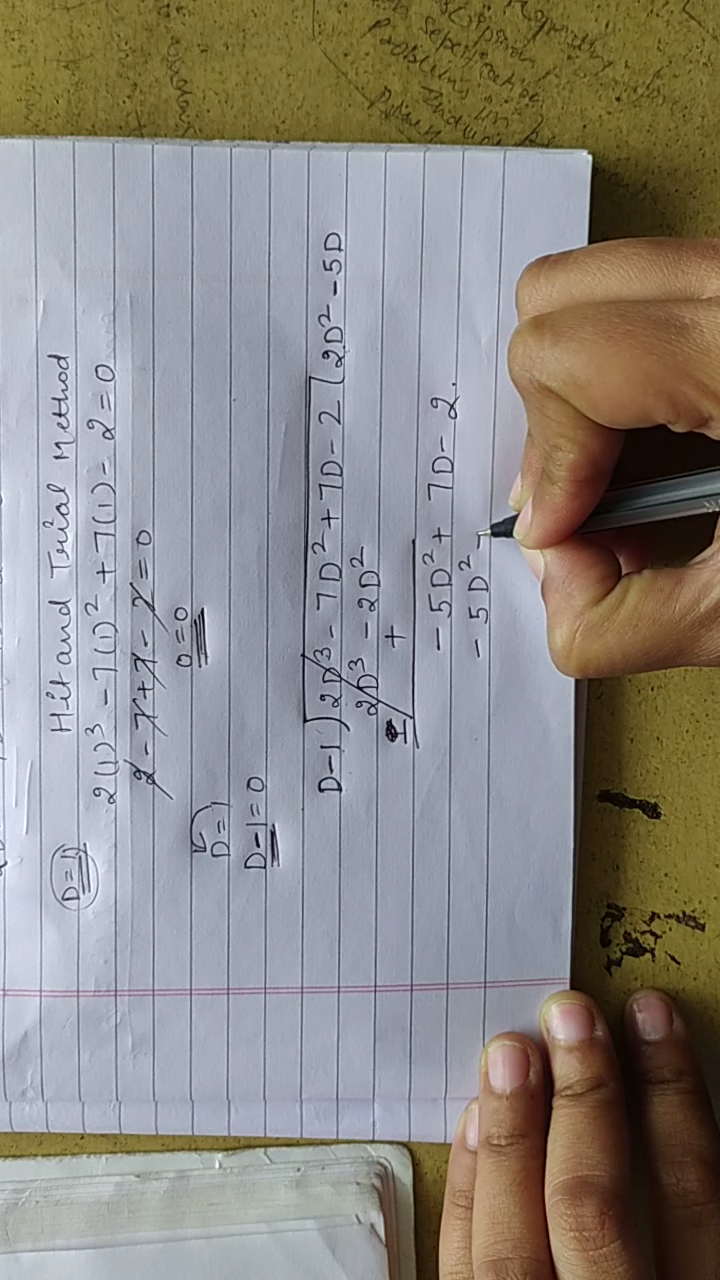 Hit and Trial Method
D=1 2(1)³ - 7(1)² + 7(1) - 2 = 0
2 - 7 + 7 - 2 = 0
0 = 0
D = 1
D - 1 = 0
D-1) 2D³ - 7D² + 7D - 2 (2D² - 5D
2D³ - 2D²
- +
- 5D² + 7D - 2.
- 5D²
Problems in